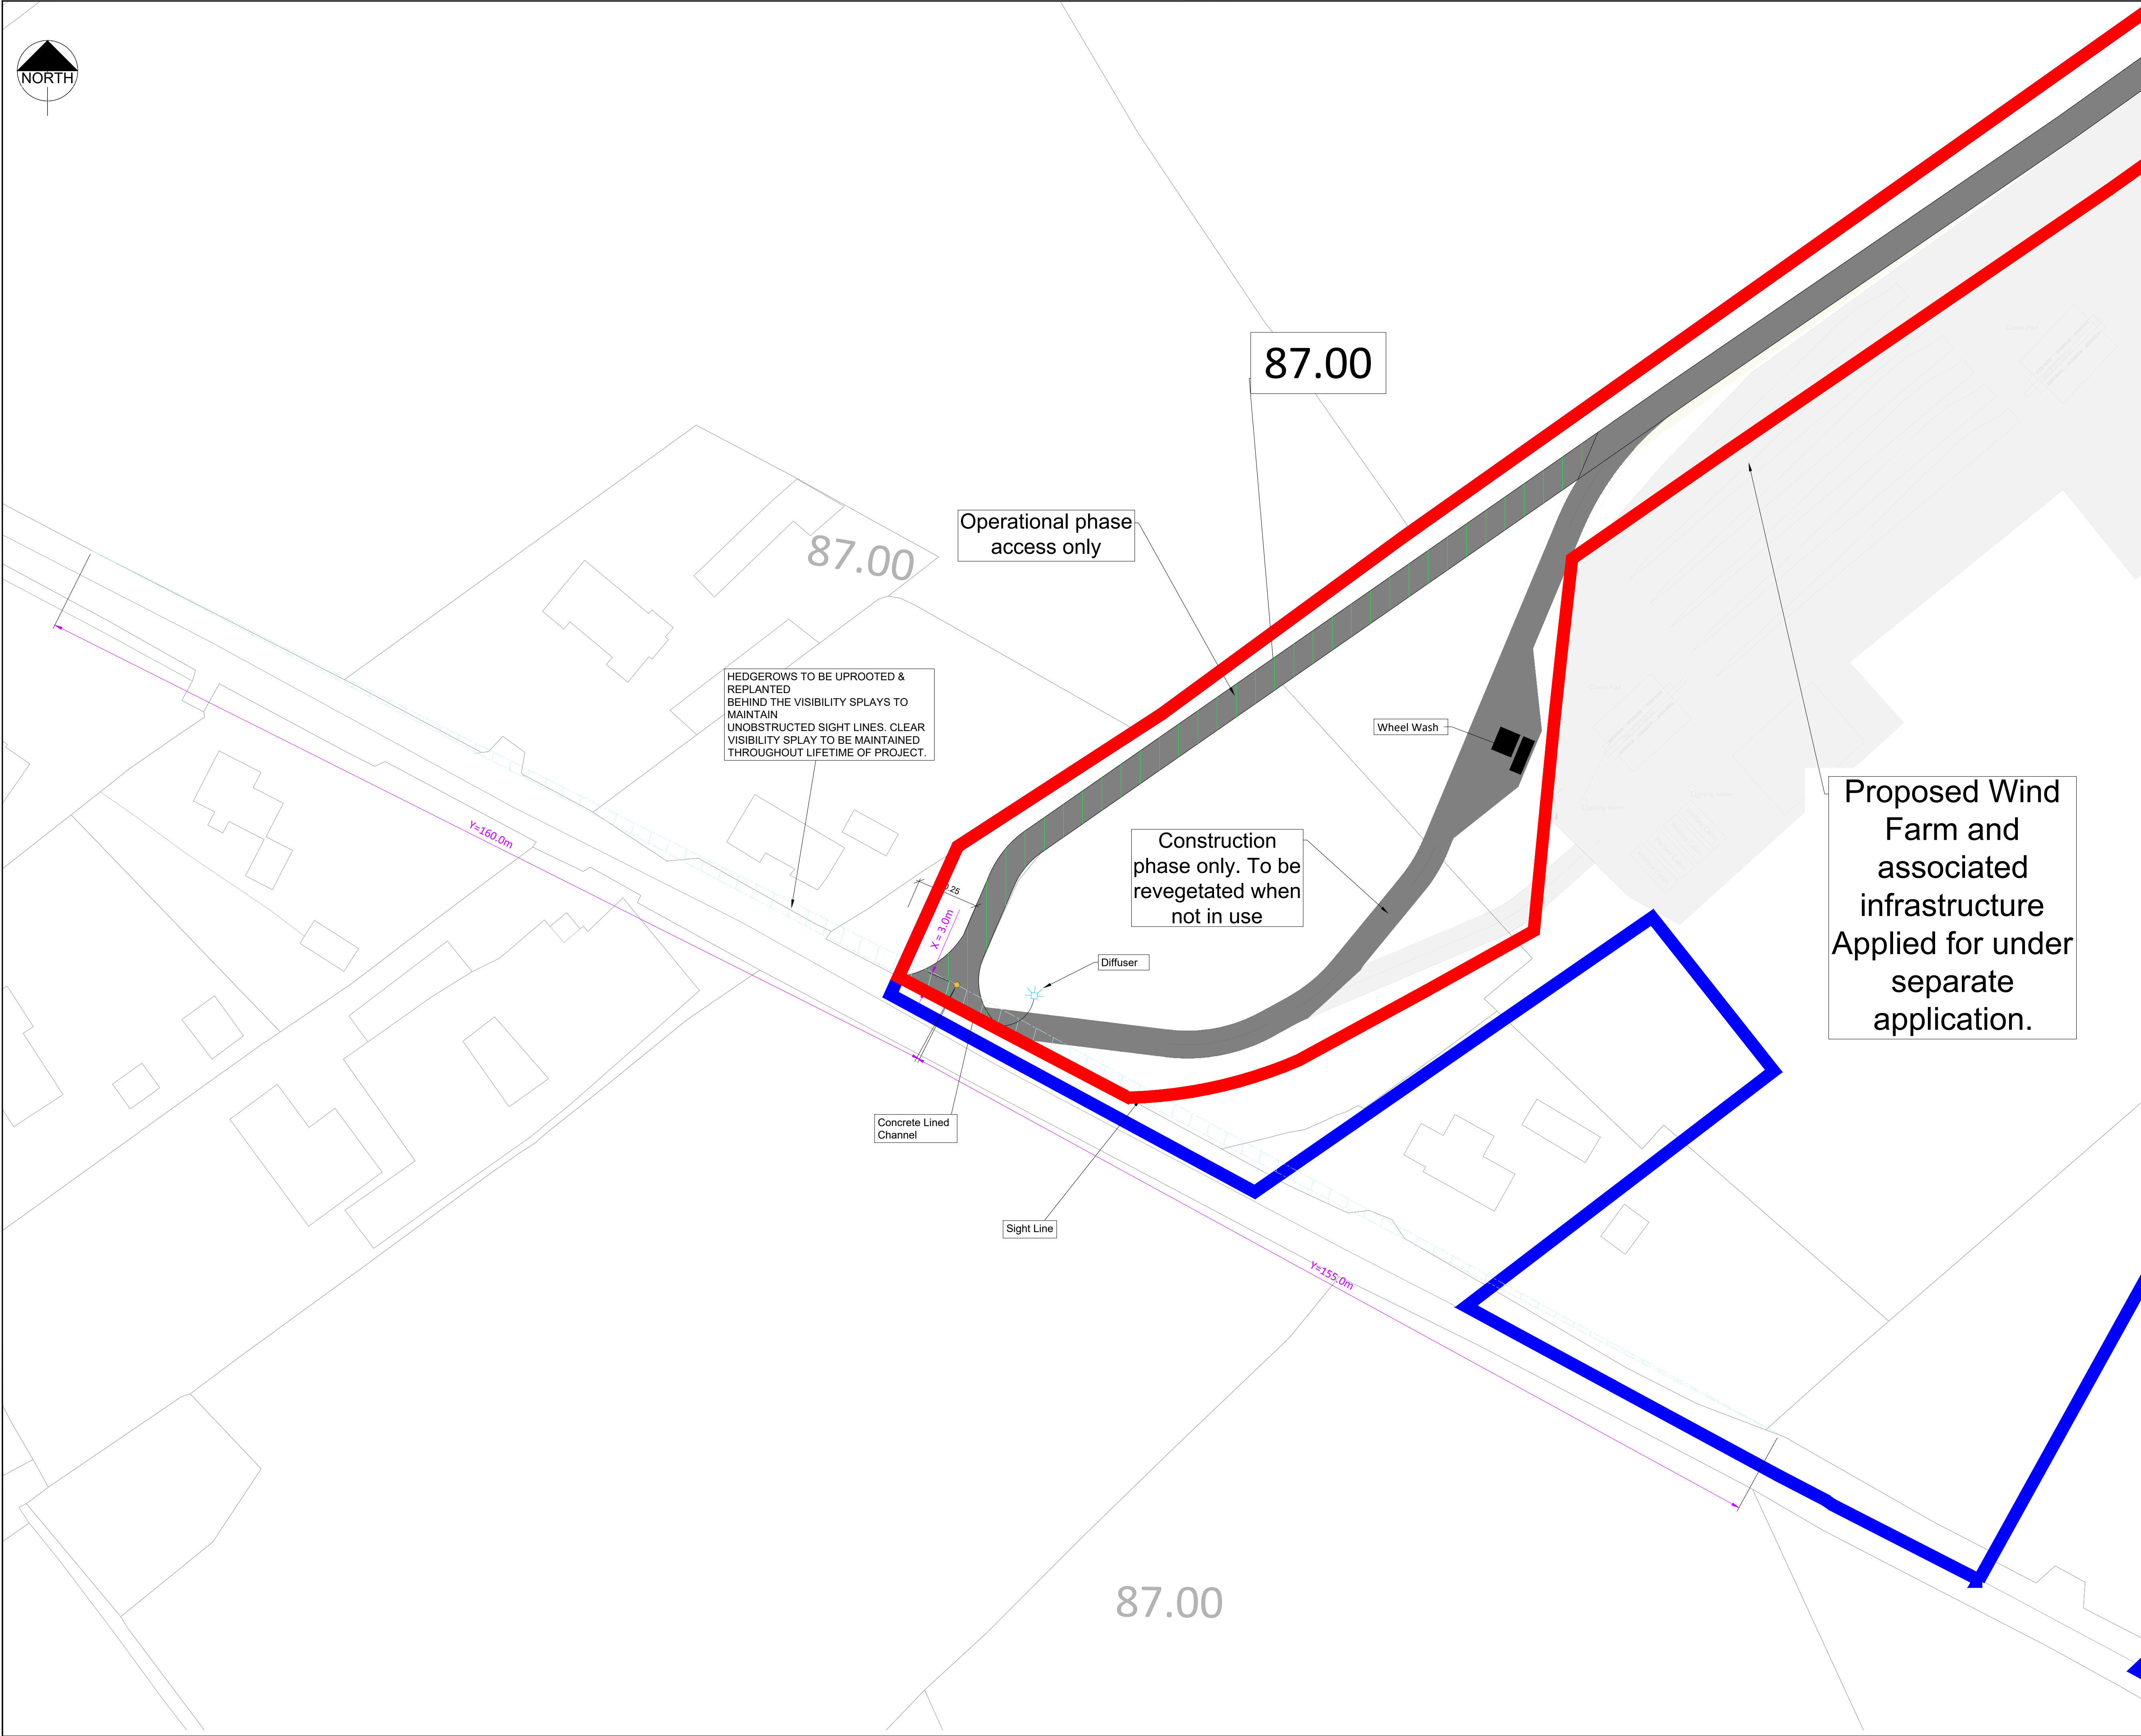 NORTH
87.00
Operational phase
access only
87.00
HEDGEROWS TO BE UPROOTED &
REPLANTED
BEHIND THE VISIBILITY SPLAYS TO
MAINTAIN
UNOBSTRUCTED SIGHT LINES. CLEAR
VISIBILITY SPLAY TO BE MAINTAINED
THROUGHOUT LIFETIME OF PROJECT.
Wheel Wash
Proposed Wind
Farm and
associated
infrastructure
Applied for under
separate
application.
Y=160.0m
Construction
phase only. To be
revegetated when
not in use
X = 3.0m
Diffuser
Concrete Lined
Channel
Sight Line
Y=155.0m
87.00